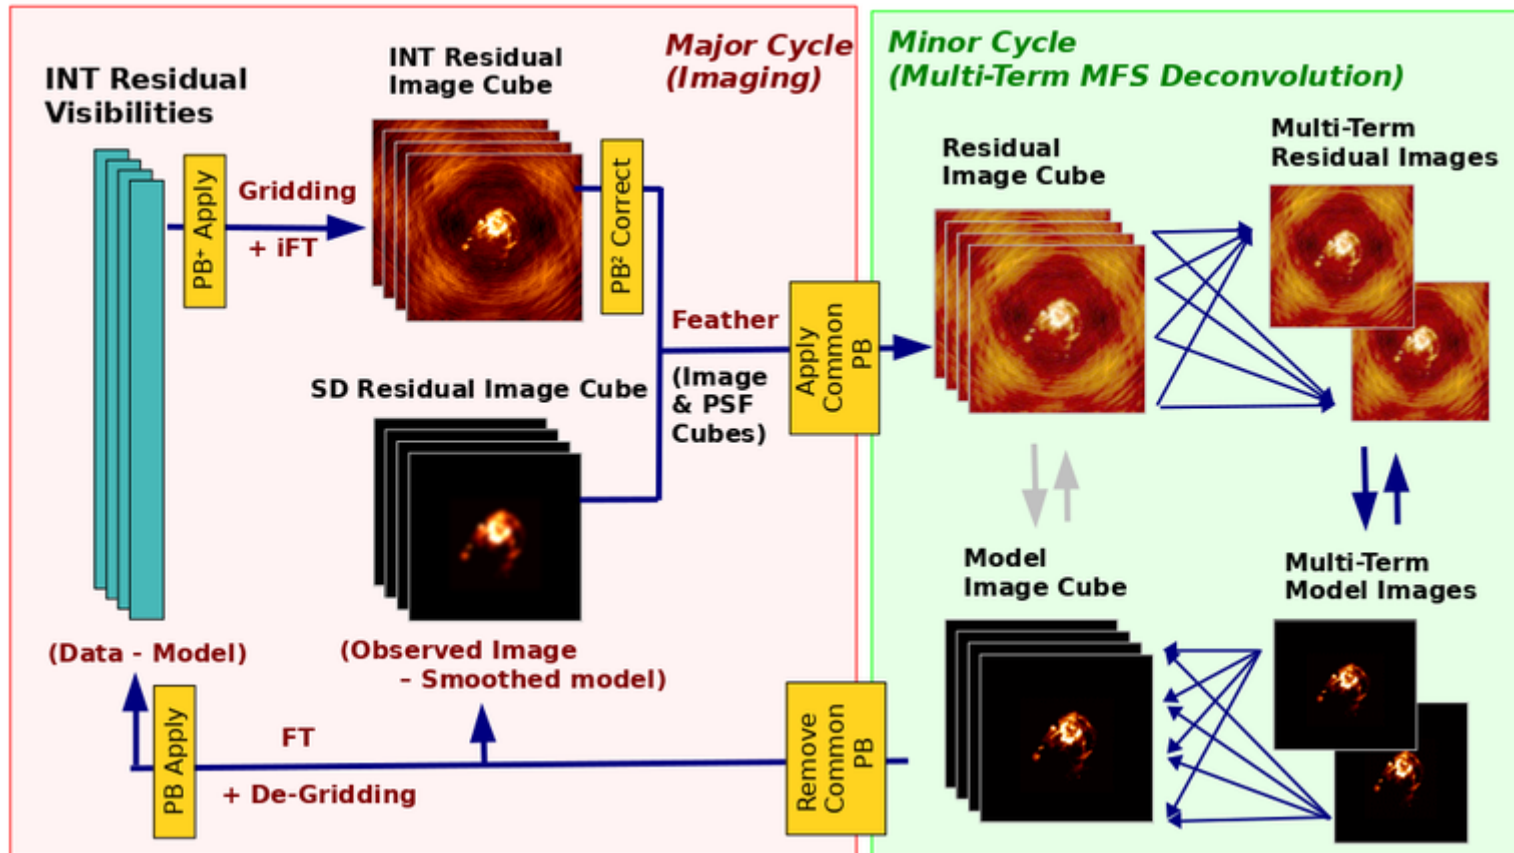 Major Cycle
(Imaging)
INT Residual
Visibilities
INT Residual
Image Cube
PB+ Apply
Gridding
+ iFT
PB² Correct
SD Residual Image Cube
Feather
(Image
& PSF
Cubes)
Apply
Common
PB
(Data - Model)
(Observed Image
– Smoothed model)
PB Apply
FT
+ De-Gridding
Remove
Common
PB
Minor Cycle
(Multi-Term MFS Deconvolution)
Residual
Image Cube
Multi-Term
Residual Images
Model
Image Cube
Multi-Term
Model Images